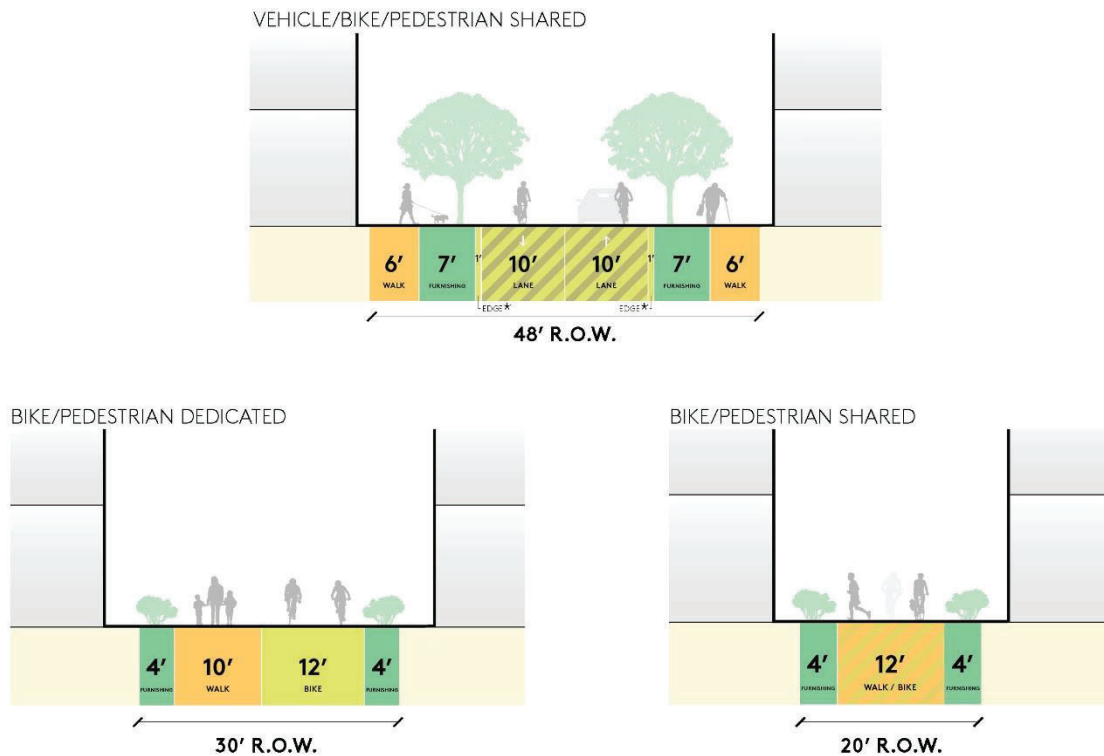 VEHICLE/BIKE/PEDESTRIAN SHARED
6' 7' 1' 10' 10' 1' 7' 6'
WALK FURNISHING LANE LANE FURNISHING WALK
EDGE* EDGE*
48' R.O.W.
BIKE/PEDESTRIAN DEDICATED
4' 10' 12' 4'
FURNISHING WALK BIKE FURNISHING
30' R.O.W.
BIKE/PEDESTRIAN SHARED
4' 12' 4'
FURNISHING WALK / BIKE FURNISHING
20' R.O.W.